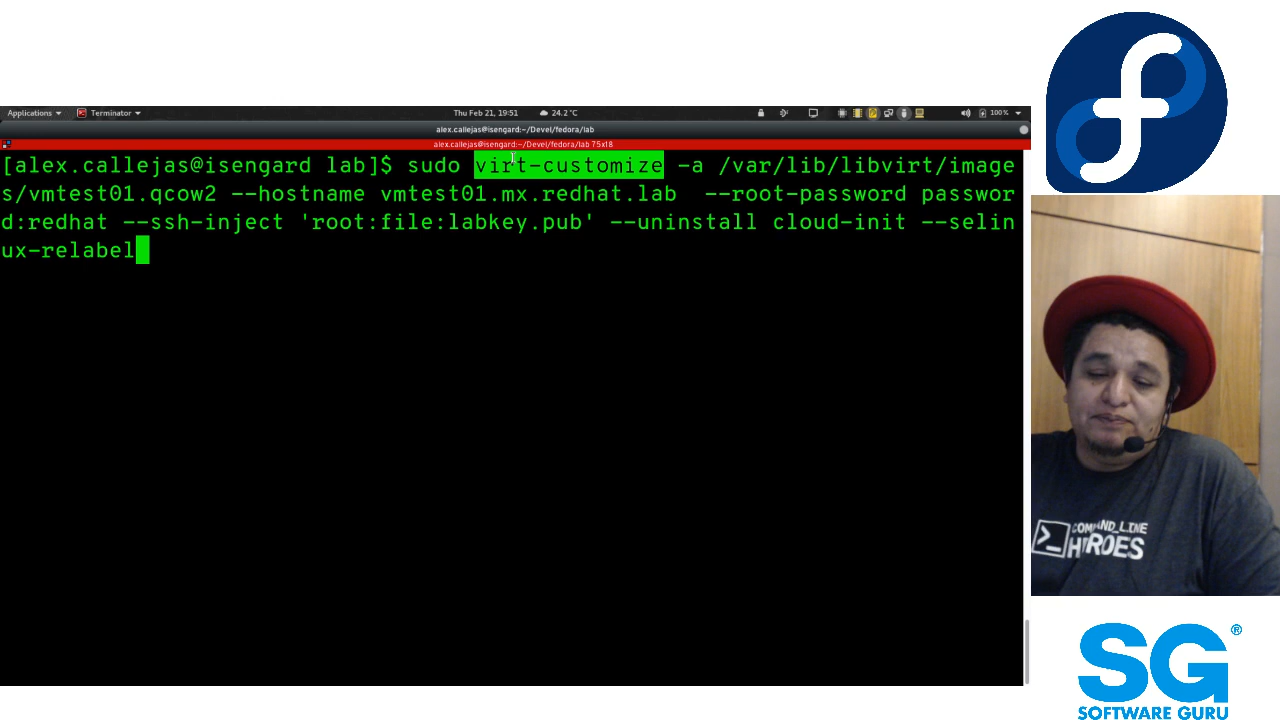 Applications Terminator Thu Feb 21, 19:51 24.2°C 100%
alex.callejas@isengard:~/Devel/fedora/lab
alex.callejas@isengard:~/Devel/fedora/lab 75x18
[alex.callejas@isengard lab]$ sudo virt-customize -a /var/lib/libvirt/image
s/vmtest01.qcow2 --hostname vmtest01.mx.redhat.lab  --root-password passwor
d:redhat --ssh-inject 'root:file:labkey.pub' --uninstall cloud-init --selin
ux-relabel
COMMAND_LINE
HEROES
SG®
SOFTWARE GURU